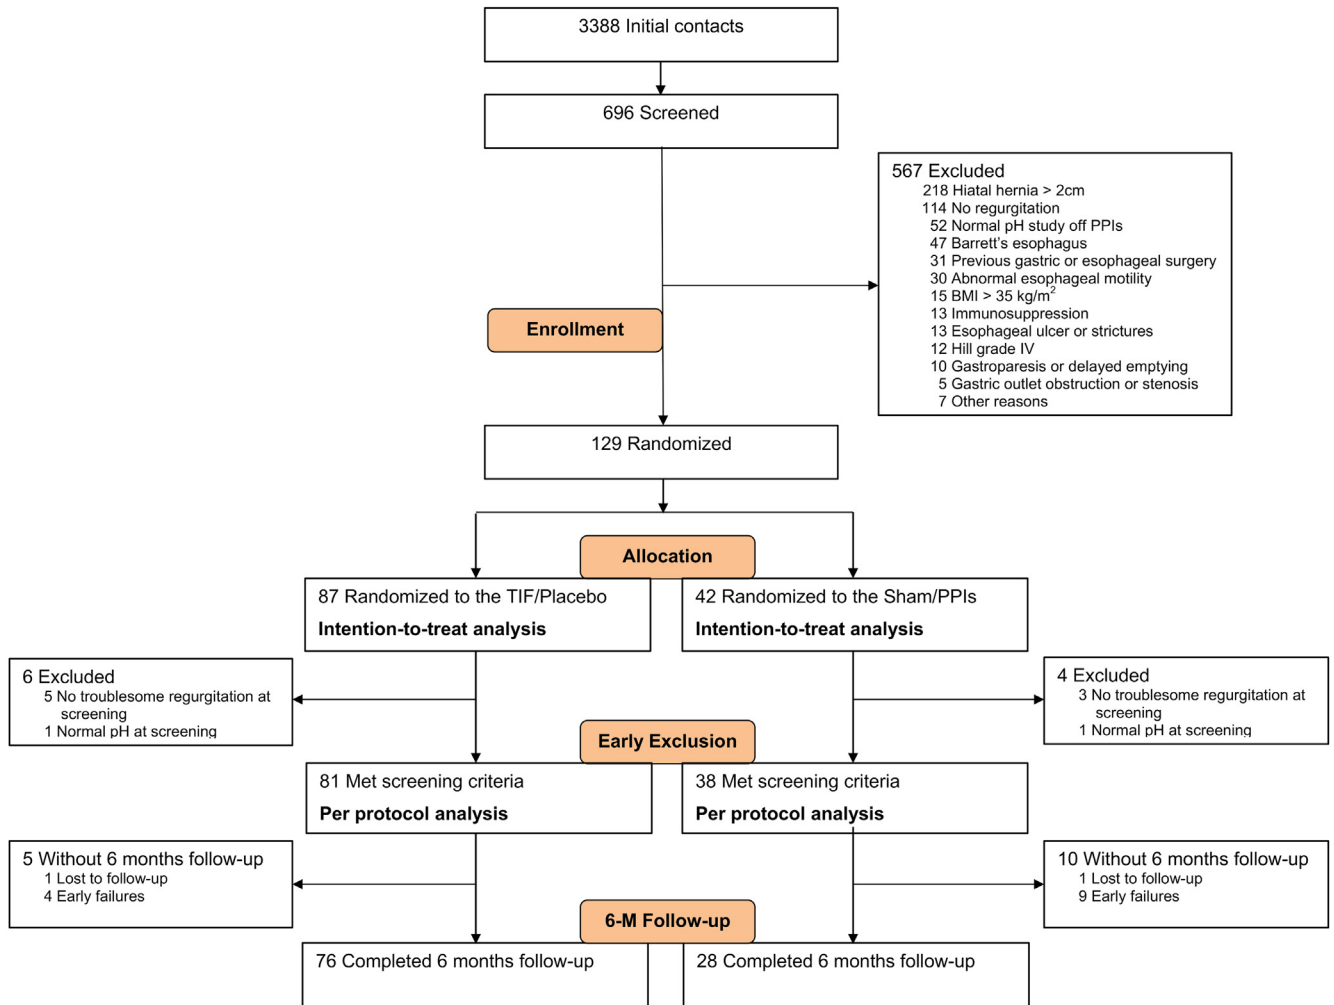 3388 Initial contacts
696 Screened
567 Excluded
218 Hiatal hernia > 2cm
114 No regurgitation
52 Normal pH study off PPIs
47 Barrett's esophagus
31 Previous gastric or esophageal surgery
30 Abnormal esophageal motility
15 BMI > 35 kg/m²
13 Immunosuppression
13 Esophageal ulcer or strictures
12 Hill grade IV
10 Gastroparesis or delayed emptying
5 Gastric outlet obstruction or stenosis
7 Other reasons
Enrollment
129 Randomized
Allocation
87 Randomized to the TIF/Placebo
Intention-to-treat analysis
42 Randomized to the Sham/PPIs
Intention-to-treat analysis
6 Excluded
5 No troublesome regurgitation at
screening
1 Normal pH at screening
4 Excluded
3 No troublesome regurgitation at
screening
1 Normal pH at screening
Early Exclusion
81 Met screening criteria
Per protocol analysis
38 Met screening criteria
Per protocol analysis
5 Without 6 months follow-up
1 Lost to follow-up
4 Early failures
10 Without 6 months follow-up
1 Lost to follow-up
9 Early failures
6-M Follow-up
76 Completed 6 months follow-up
28 Completed 6 months follow-up